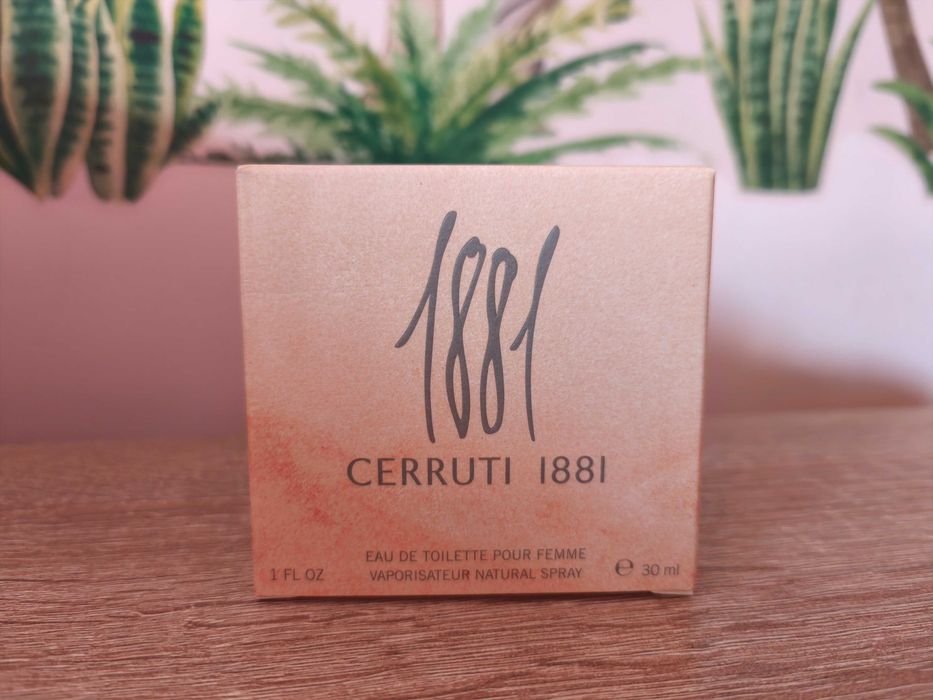 1881
CERRUTI 1881
EAU DE TOILETTE POUR FEMME
1 FL OZ VAPORISATEUR NATURAL SPRAY ℮ 30 ml